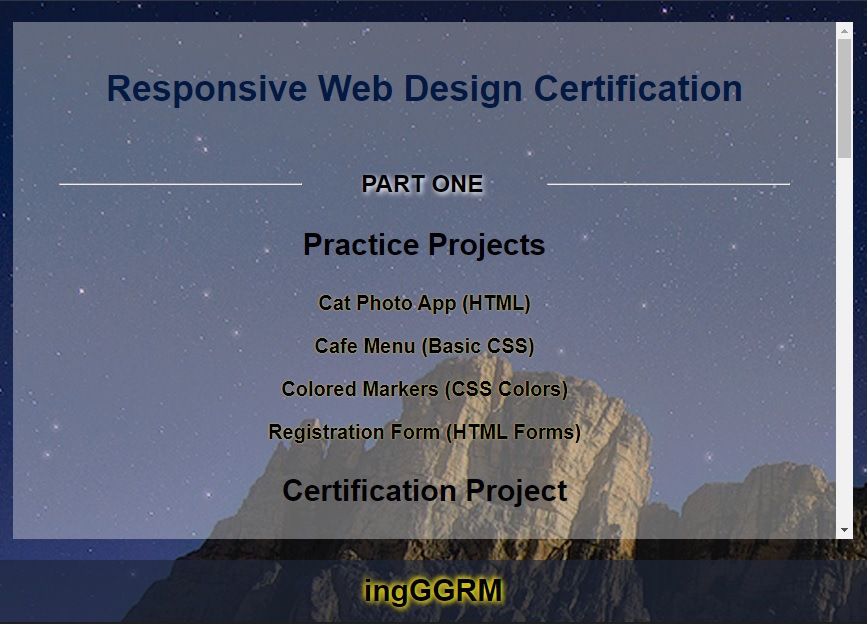 Responsive Web Design Certification
PART ONE
Practice Projects
Cat Photo App (HTML)
Cafe Menu (Basic CSS)
Colored Markers (CSS Colors)
Registration Form (HTML Forms)
Certification Project
ingGGRM